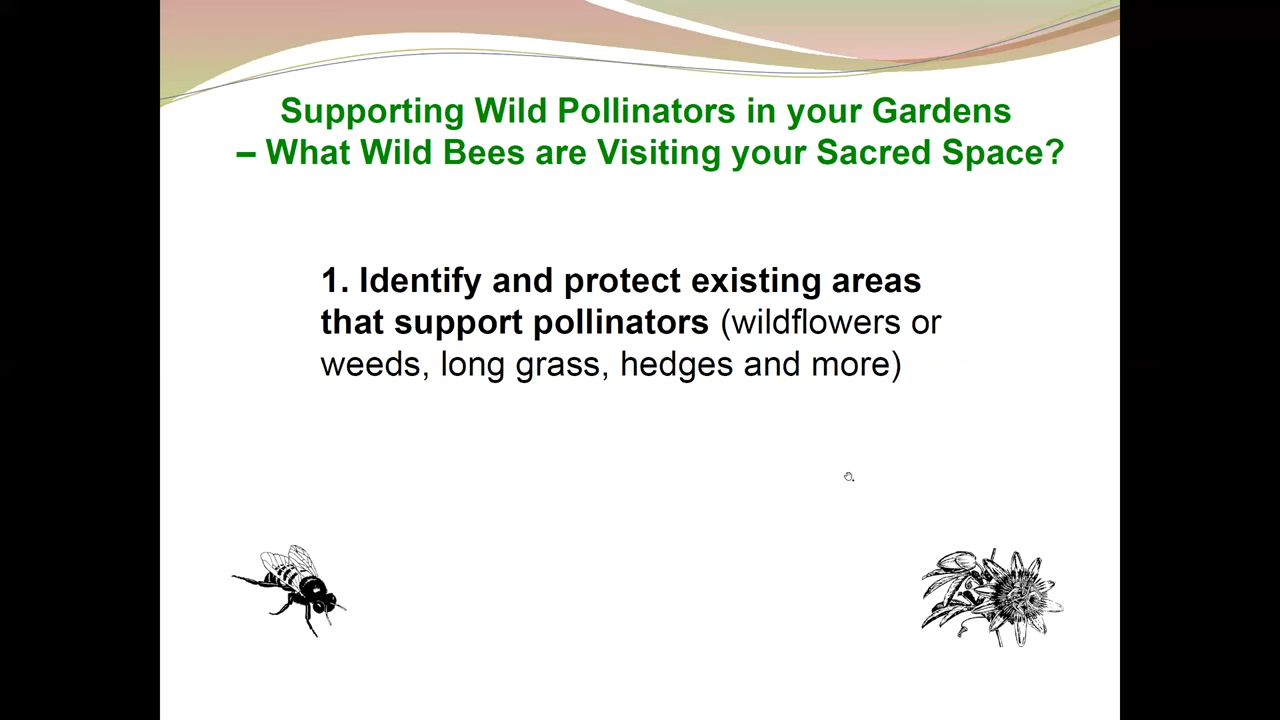 Supporting Wild Pollinators in your Gardens
– What Wild Bees are Visiting your Sacred Space?
1. Identify and protect existing areas
that support pollinators (wildflowers or
weeds, long grass, hedges and more)